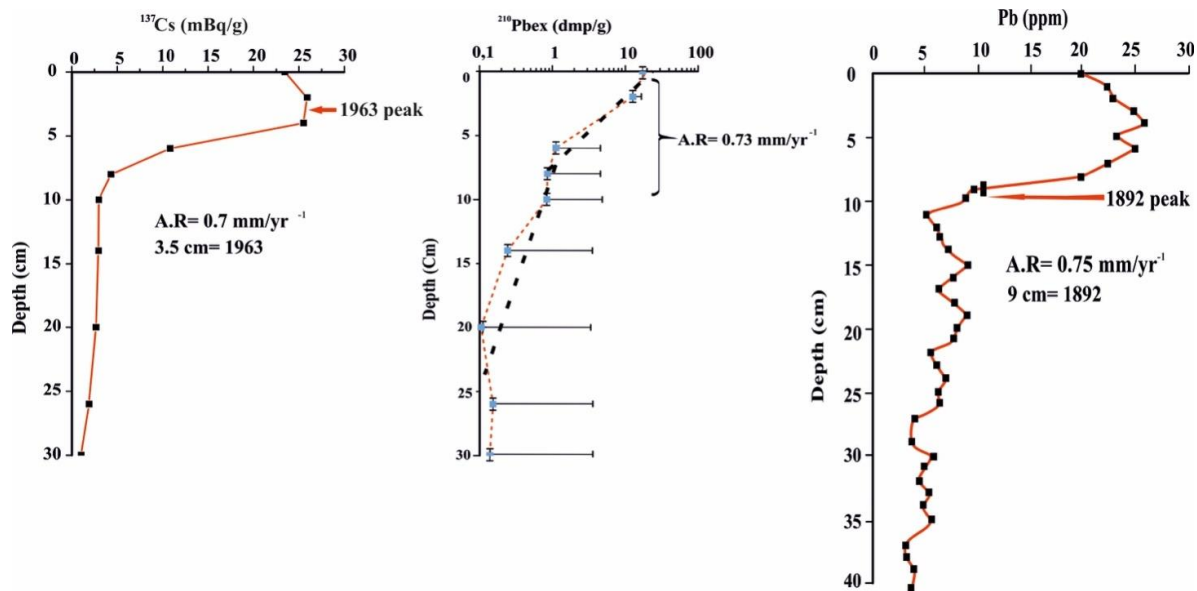 ¹³⁷Cs (mBq/g)
0 5 10 15 20 25 30
0
5
10
15
20
25
30
Depth (cm)
1963 peak
A.R= 0.7 mm/yr ⁻¹
3.5 cm= 1963
²¹⁰Pbex (dmp/g)
0,1 1 10 100
0
5
10
15
20
25
30
Depth (Cm)
A.R= 0.73 mm/yr⁻¹
Pb (ppm)
0 5 10 20 25 30
0
5
10
15
20
25
30
35
40
Depth (cm)
1892 peak
A.R= 0.75 mm/yr⁻¹
9 cm= 1892